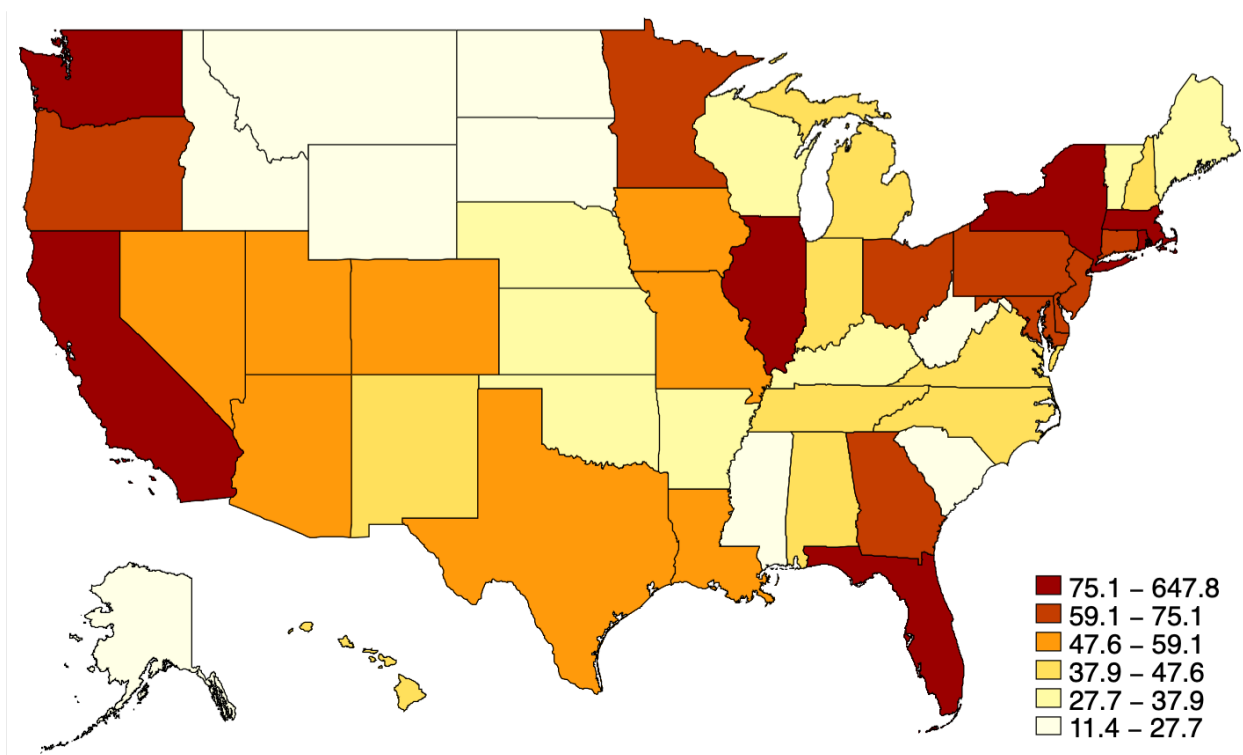 75.1 – 647.8
59.1 – 75.1
47.6 – 59.1
37.9 – 47.6
27.7 – 37.9
11.4 – 27.7